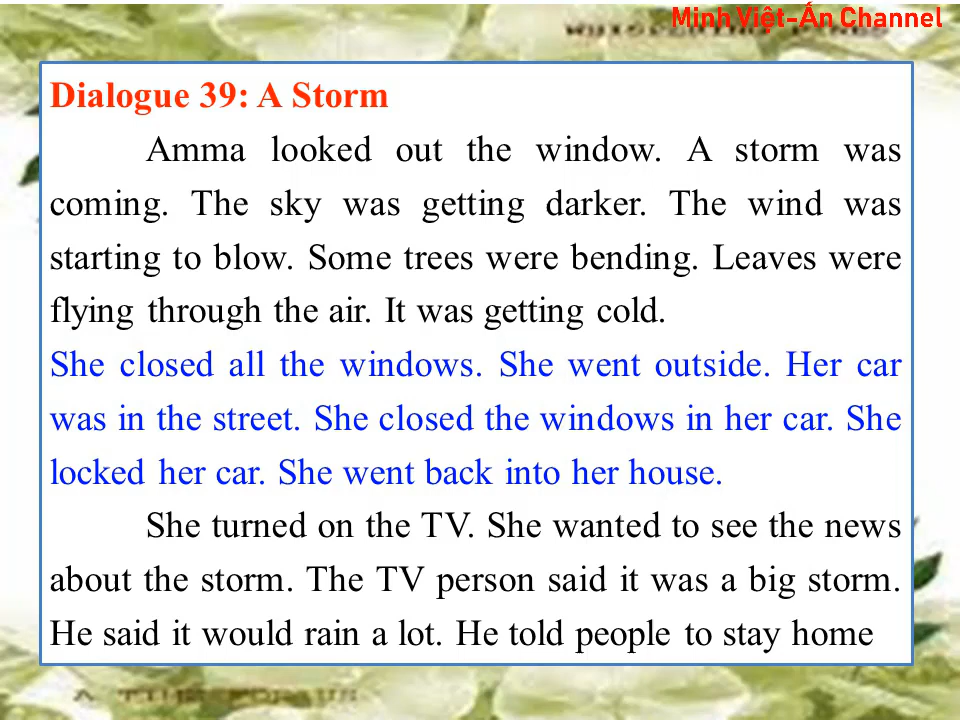 Minh Việt-Ấn Channel
Dialogue 39: A Storm
Amma looked out the window. A storm was
coming. The sky was getting darker. The wind was
starting to blow. Some trees were bending. Leaves were
flying through the air. It was getting cold.
She closed all the windows. She went outside. Her car
was in the street. She closed the windows in her car. She
locked her car. She went back into her house.
She turned on the TV. She wanted to see the news
about the storm. The TV person said it was a big storm.
He said it would rain a lot. He told people to stay home